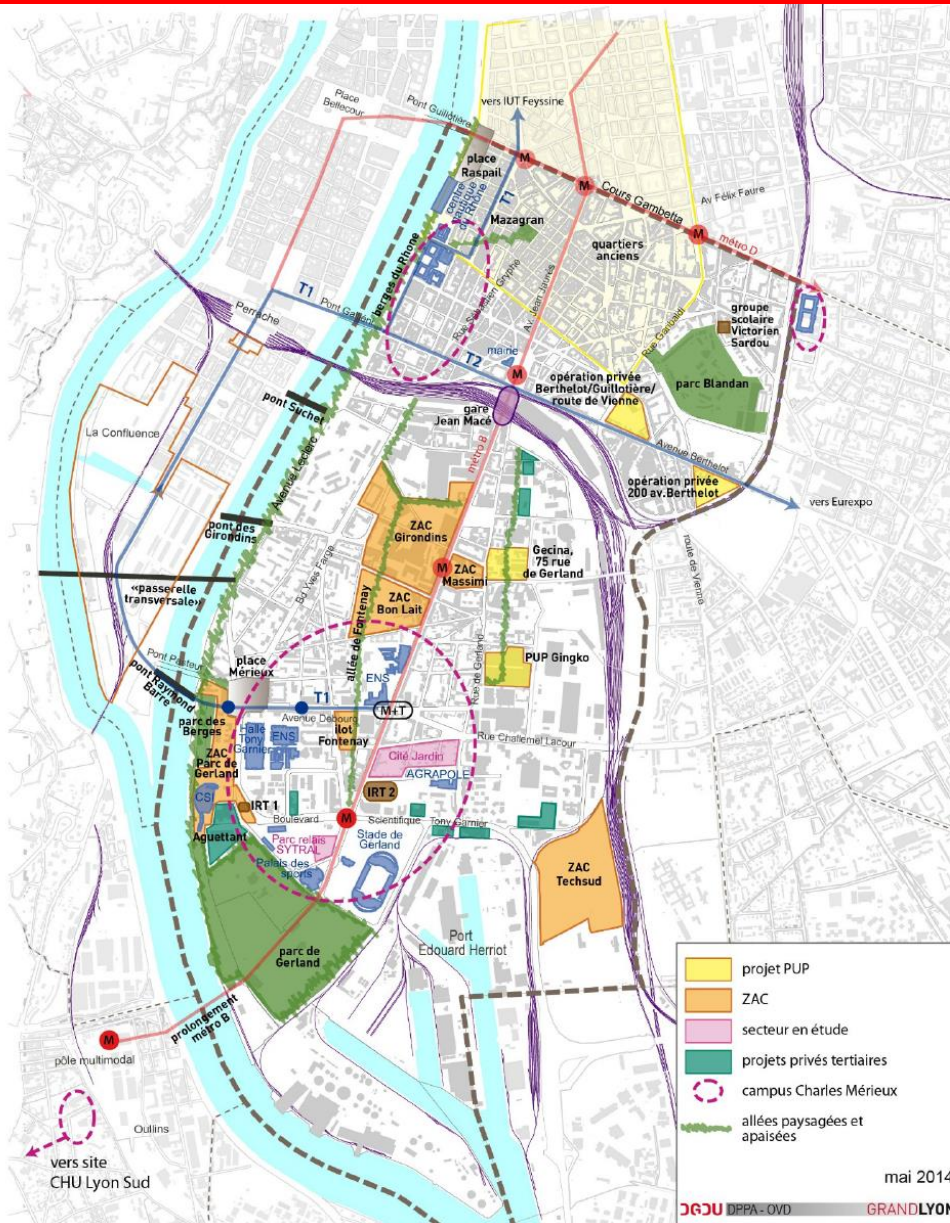 Place
Bellecour
Pont Guillotière
vers IUT Feyssine
place
Raspail
M
M
Cours Gambetta
Av Félix Faure
M
métro D
centre
nautique
du Rhône
T1
Mazagran
quartiers
anciens
berges du Rhone
Rue Sébastien Gryphe
Av. Jean Jaurès
Rue Garibaldi
groupe
scolaire
Victorien
Sardou
parc Blandan
T1
Perrache
Pont Gallieni
T2
mairie
M
opération privée
Berthelot/Guillotière/
route de Vienne
gare
Jean Macé
pont Suchet
La Confluence
Avenue Leclerc
métro B
Avenue Berthelot
opération privée
200 av.Berthelot
vers Eurexpo
pont des
Girondins
ZAC
Girondins
Bd Yves Farge
M
ZAC
Massimi
Gecina,
75 rue
de Gerland
route de Vienne
«passerelle
transversale»
ZAC
Bon Lait
allée de Fontenay
Pont Pasteur
pont Raymond
Barre
place
Mérieux
ENS
rue de Gerland
PUP Gingko
T1
M+T
Avenue Debourg
parc des
Berges
Halle
Tony
Garnier
ENS
ilot
Fontenay
Rue Challemel Lacour
ZAC
Parc de
Gerland
Cité Jardin
AGRAPOLE
CSI
IRT 1
IRT 2
Boulevard
M
Scientifique
Tony Garnier
Aguettant
Parc relais
SYTRAL
Stade de
Gerland
Palais des
sports
ZAC
Techsud
parc de
Gerland
Port
Edouard Herriot
prolongement
métro B
M
pôle multimodal
Oullins
vers site
CHU Lyon Sud
projet PUP
ZAC
secteur en étude
projets privés tertiaires
campus Charles Mérieux
allées paysagées et
apaisées
mai 2014
DGDU DPPA - OVD GRANDLYON